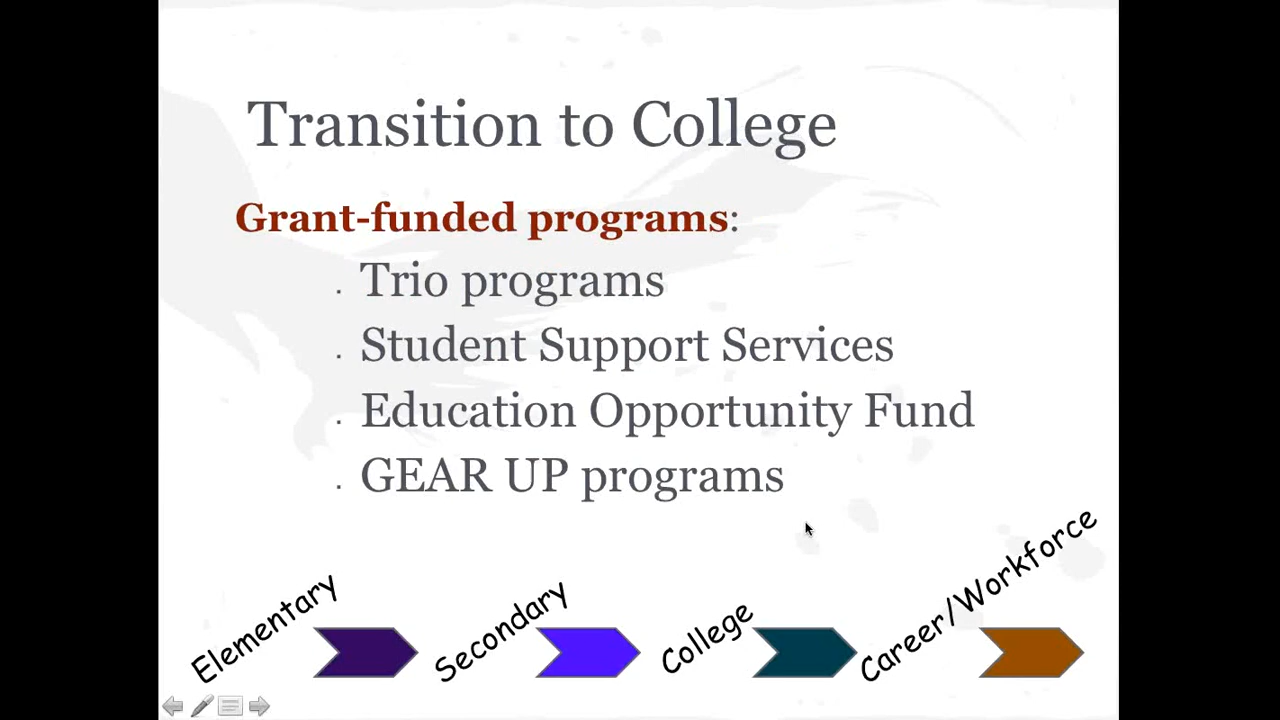 Transition to College
Grant-funded programs:
. Trio programs
. Student Support Services
. Education Opportunity Fund
. GEAR UP programs
Elementary
Secondary
College
Career/Workforce